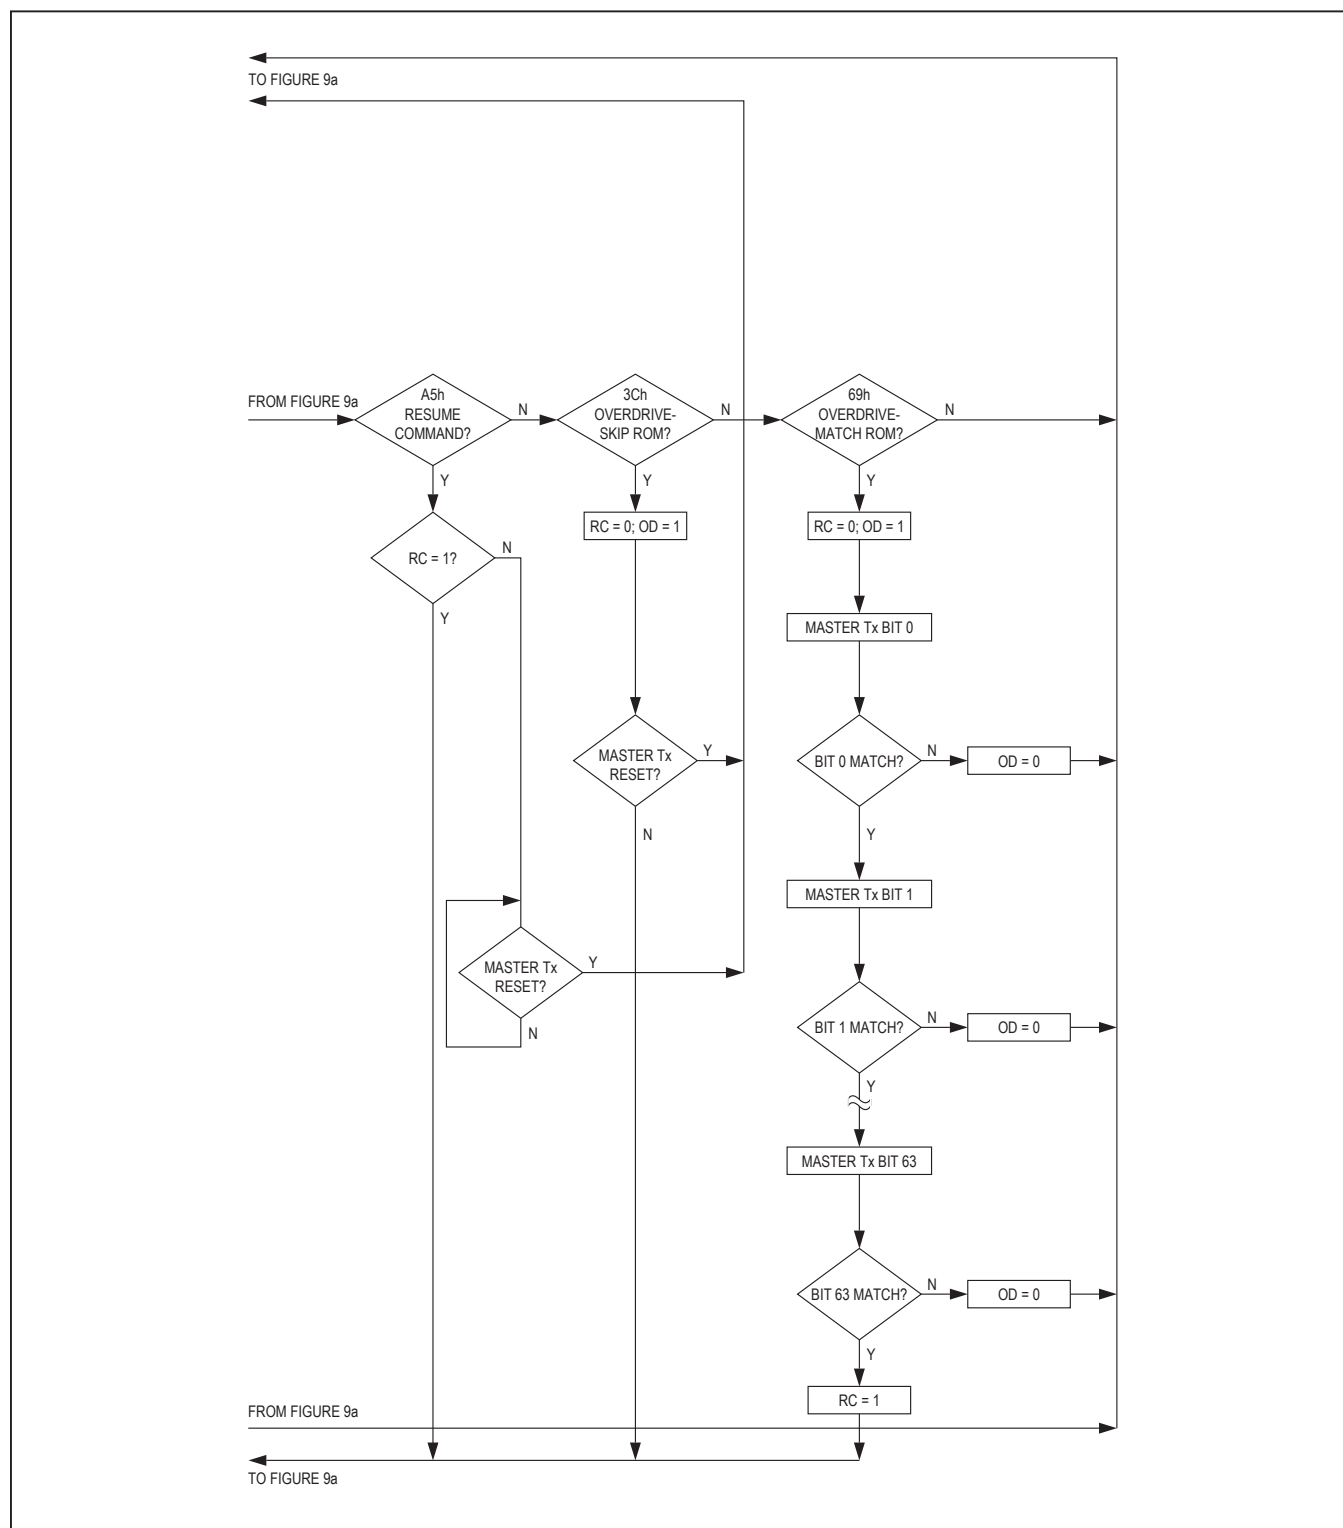 TO FIGURE 9a
FROM FIGURE 9a
A5h
RESUME
COMMAND?
N
3Ch
OVERDRIVE-
SKIP ROM?
N
69h
OVERDRIVE-
MATCH ROM?
N
Y
Y
Y
RC = 1?
N
Y
RC = 0; OD = 1
RC = 0; OD = 1
MASTER Tx BIT 0
MASTER Tx
RESET?
Y
N
BIT 0 MATCH?
N
OD = 0
Y
MASTER Tx BIT 1
MASTER Tx
RESET?
Y
N
BIT 1 MATCH?
N
OD = 0
Y
MASTER Tx BIT 63
BIT 63 MATCH?
N
OD = 0
Y
RC = 1
FROM FIGURE 9a
TO FIGURE 9a